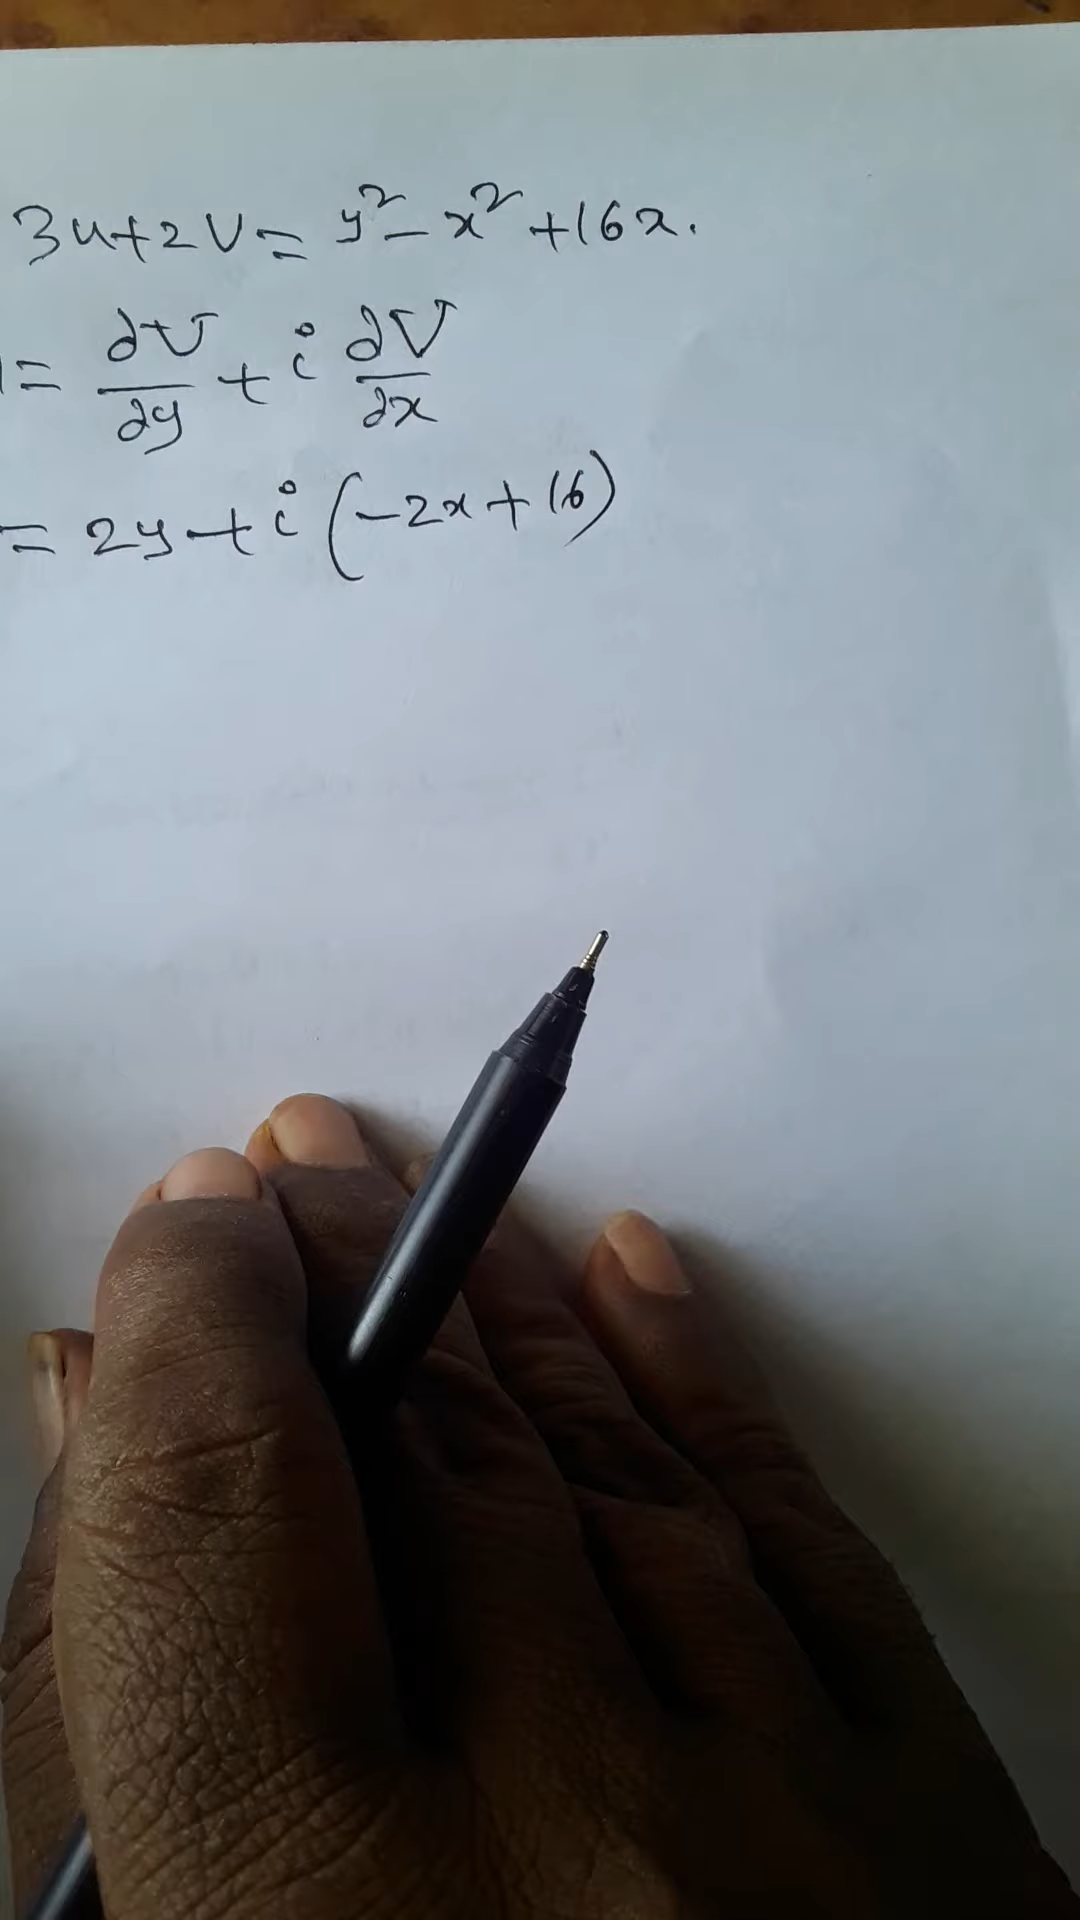 3u+2V= y²-x²+16x.
= ∂V/∂y + i ∂V/∂x
= 2y+i(-2x+16)